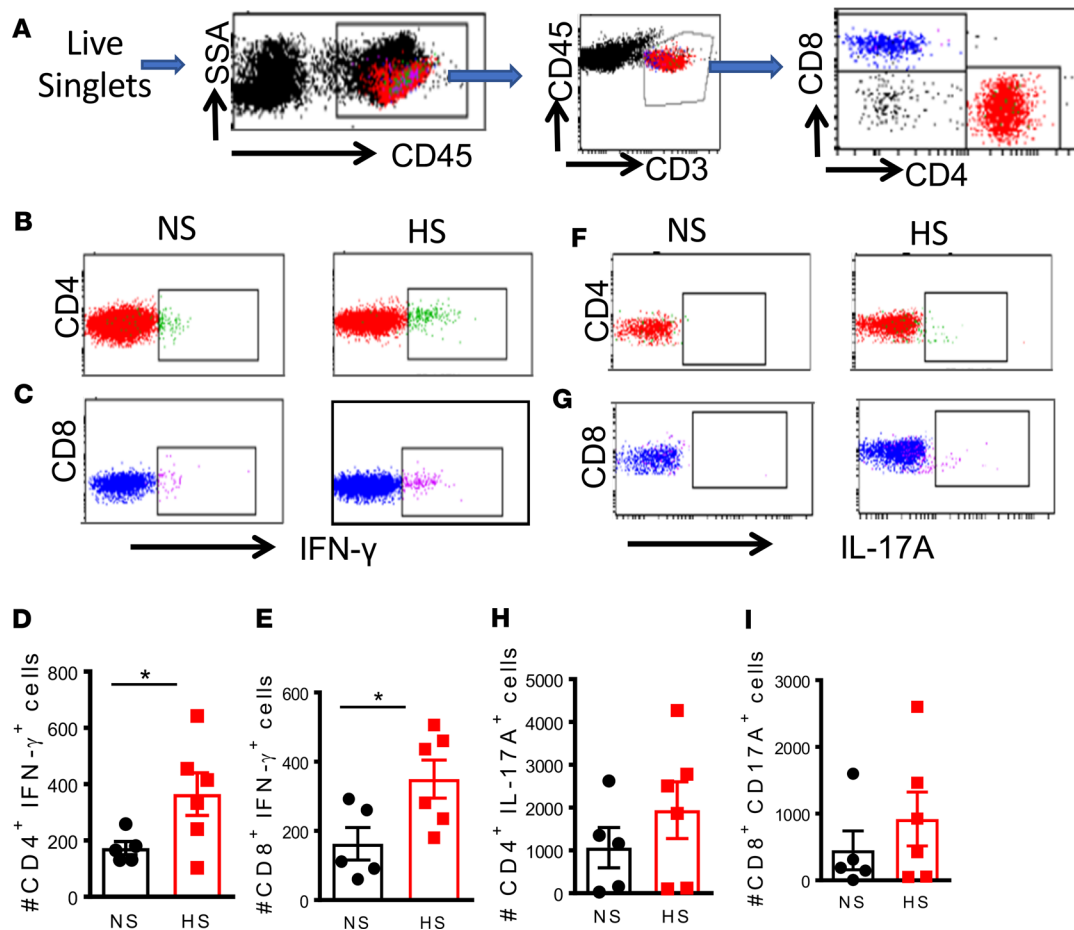 A
Live
Singlets
SSA
CD45
CD45
CD3
CD8
CD4
B
NS
HS
F
NS
HS
CD4
CD4
C
G
CD8
CD8
IFN-γ
IL-17A
D
#CD4+ IFN-γ+ cells
800
600
400
200
0
*
NS
HS
E
#CD8+ IFN-γ+ cells
600
400
200
0
*
NS
HS
H
#CD4+ IL-17A+ cells
5000
4000
3000
2000
1000
0
NS
HS
I
#CD8+ CD17A+ cells
3000
2000
1000
0
NS
HS